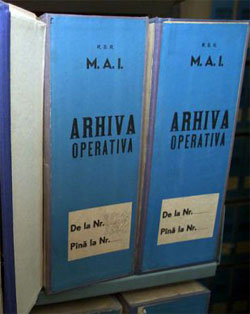 R.S.R.
M. A. I.
ARHIVA
OPERATIVA
De la Nr.
Pînă la Nr.
R.S.R.
M. A. I.
ARHIVA
OPERATIVA
De la Nr.
Pînă la Nr.